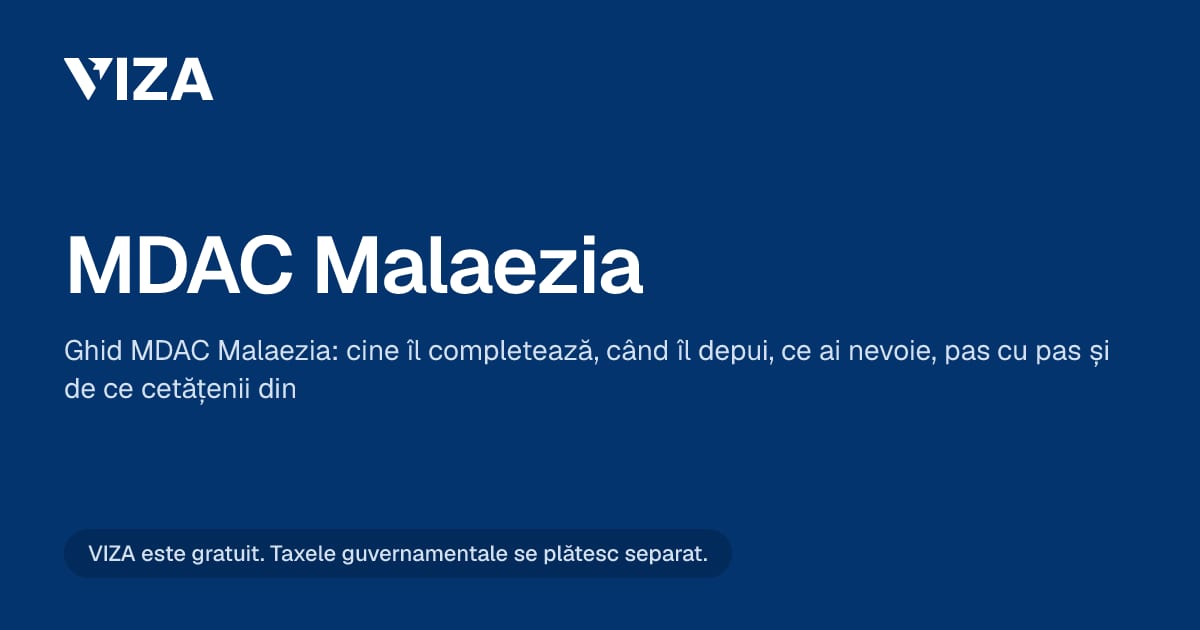 VIZA
MDAC Malaezia
Ghid MDAC Malaezia: cine îl completează, când îl depui, ce ai nevoie, pas cu pas și
de ce cetățenii din
VIZA este gratuit. Taxele guvernamentale se plătesc separat.